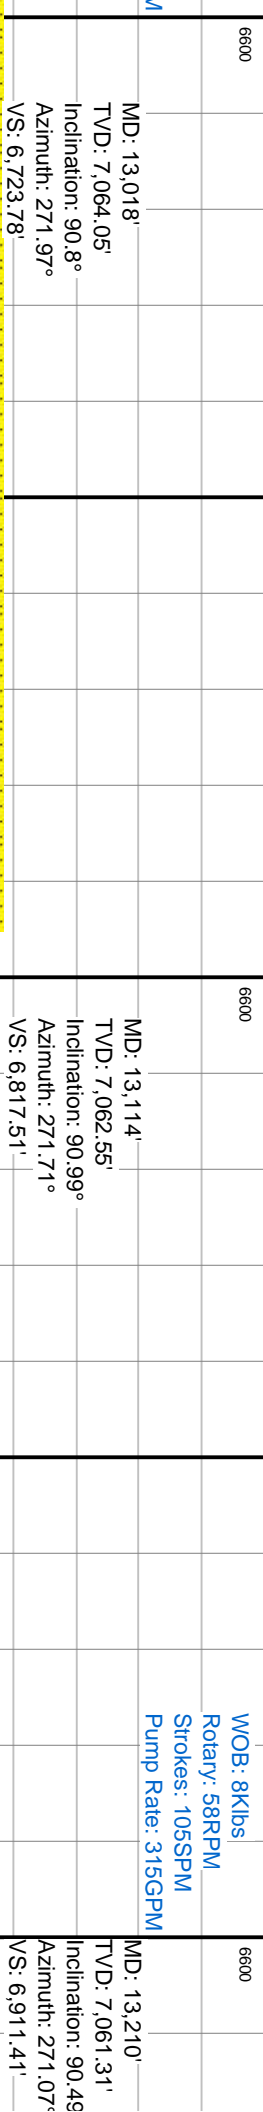 6600
MD: 13,018'
TVD: 7,064.05'
Inclination: 90.8°
Azimuth: 271.97°
VS: 6,723.78'
6600
MD: 13,114'
TVD: 7,062.55'
Inclination: 90.99°
Azimuth: 271.71°
VS: 6,817.51'
WOB: 8Klbs
Rotary: 58RPM
Strokes: 105SPM
Pump Rate: 315GPM
6600
MD: 13,210'
TVD: 7,061.31'
Inclination: 90.49
Azimuth: 271.07°
VS: 6,911.41'